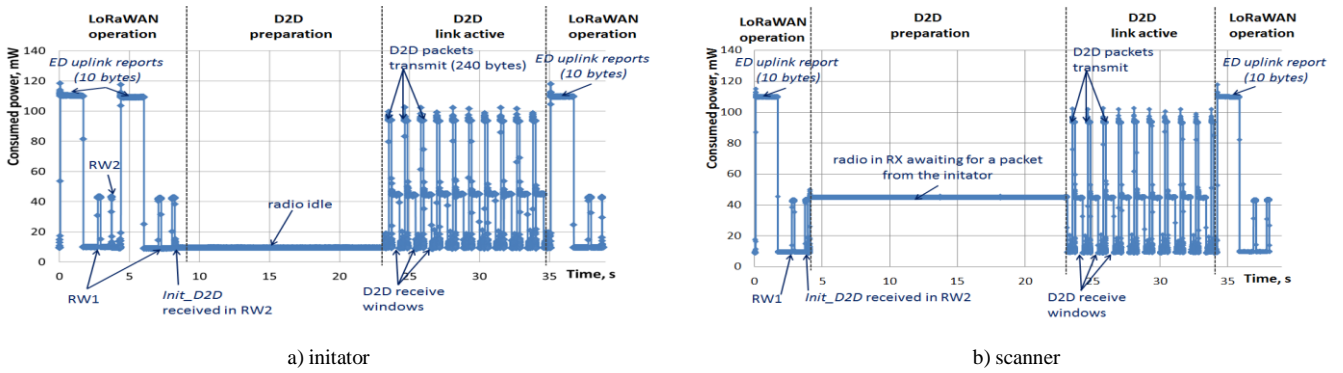 LoRaWAN
operation
D2D
preparation
D2D
link active
LoRaWAN
operation
Consumed power, mW
140
120
100
80
60
40
20
0
ED uplink reports
(10 bytes)
RW2
D2D packets
transmit (240 bytes)
ED uplink reports
(10 bytes)
radio idle
0
5
10
15
20
25
30
35
Time, s
RW1
Init_D2D
received in RW2
D2D receive
windows
a) initator
LoRaWAN
operation
D2D
preparation
D2D
link active
LoRaWAN
operation
Consumed power, mW
140
120
100
80
60
40
20
0
ED uplink report
(10 bytes)
D2D packets
transmit
ED uplink report
(10 bytes)
radio in RX awaiting for a packet
from the initator
0
5
10
15
20
25
30
35
Time, s
RW1
Init_D2D received in RW2
D2D receive
windows
b) scanner